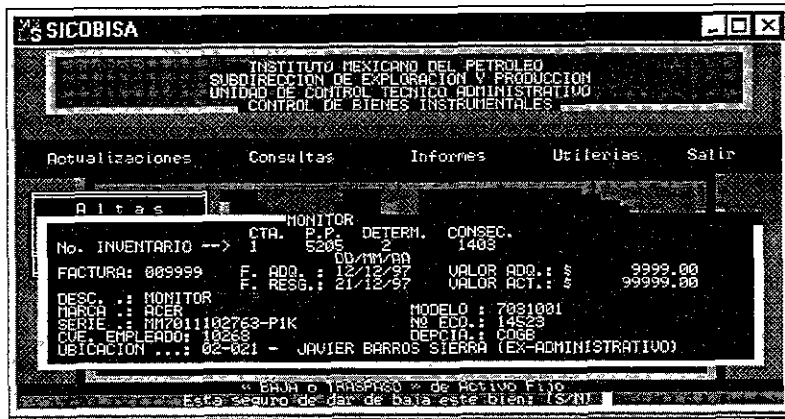 SICOBISA
INSTITUTO MEXICANO DEL PETROLEO
SUBDIRECCION DE EXPLORACION Y PRODUCCION
UNIDAD DE CONTROL TECNICO ADMINISTRATIVO
CONTROL DE BIENES INSTRUMENTALES
Actualizaciones Consultas Informes Utilerias Salir
Altas
MONITOR
CTA. P.P. DETERM. CONSEC.
No. INVENTARIO --> 1 5205 2 1403
DD/MM/AA
FACTURA: 009999 F. ADQ. : 12/12/97 VALOR ADQ.: $ 9999.00
F. RESG.: 21/12/97 VALOR ACT.: $ 99999.00
DESC. .: MONITOR
MARCA .: ACER MODELO : 7031001
SERIE .: MM7011102763-P1K Nº ECO.: 14523
CVE. EMPLEADO: 10268 DEPCIA.: COGB
UBICACION ...: 02-021 - JAVIER BARROS SIERRA (EX-ADMINISTRATIVO)
« BAJA o TRASPASO » de Activo Fijo
Esta seguro de dar de baja este bien: [S/N]